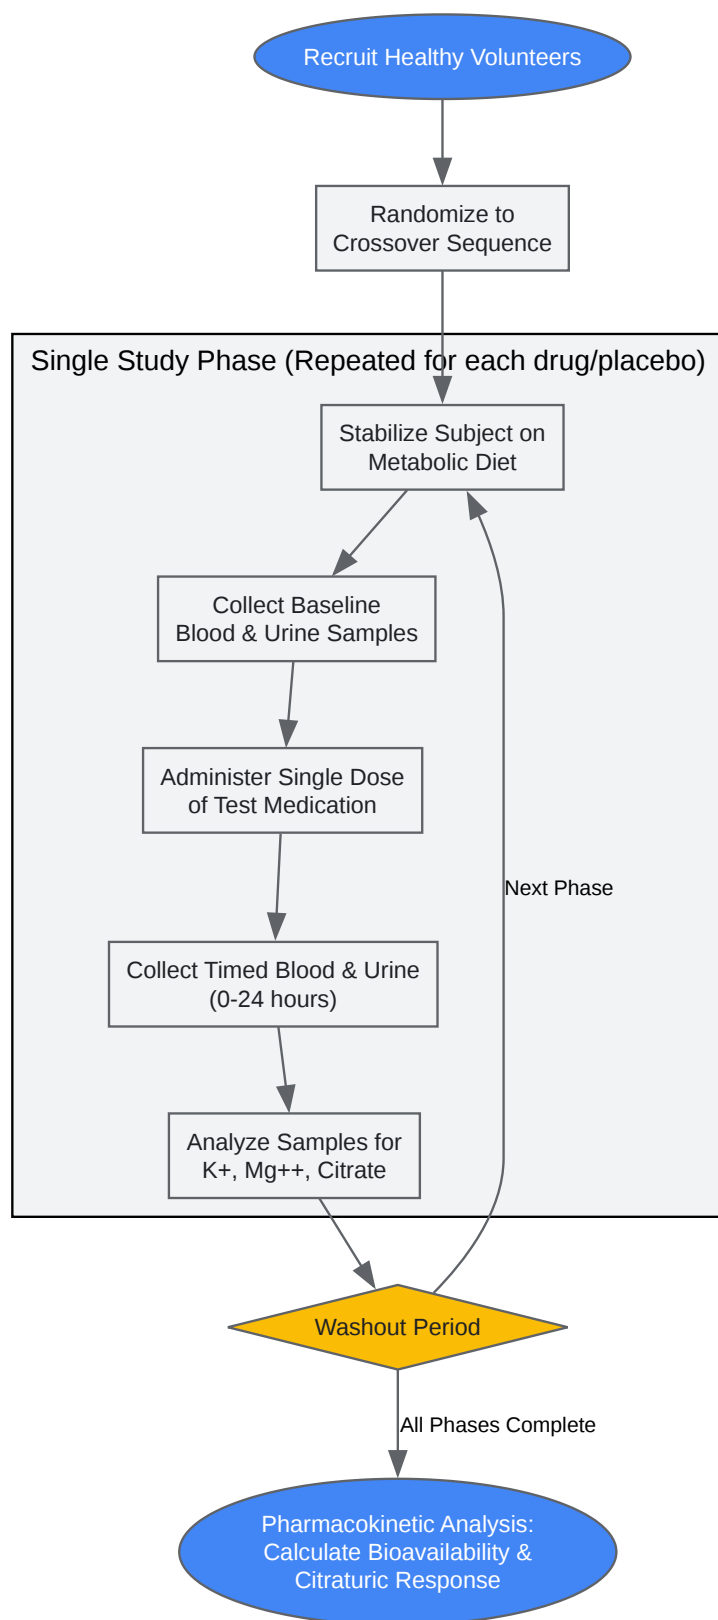 Recruit Healthy Volunteers
Randomize to
Crossover Sequence
Single Study Phase (Repeated for each drug/placebo)
Stabilize Subject on
Metabolic Diet
Collect Baseline
Blood & Urine Samples
Administer Single Dose
of Test Medication
Next Phase
Collect Timed Blood & Urine
(0-24 hours)
Analyze Samples for
K+, Mg++, Citrate
Washout Period
All Phases Complete
Pharmacokinetic Analysis:
Calculate Bioavailability &
Citraturic Response